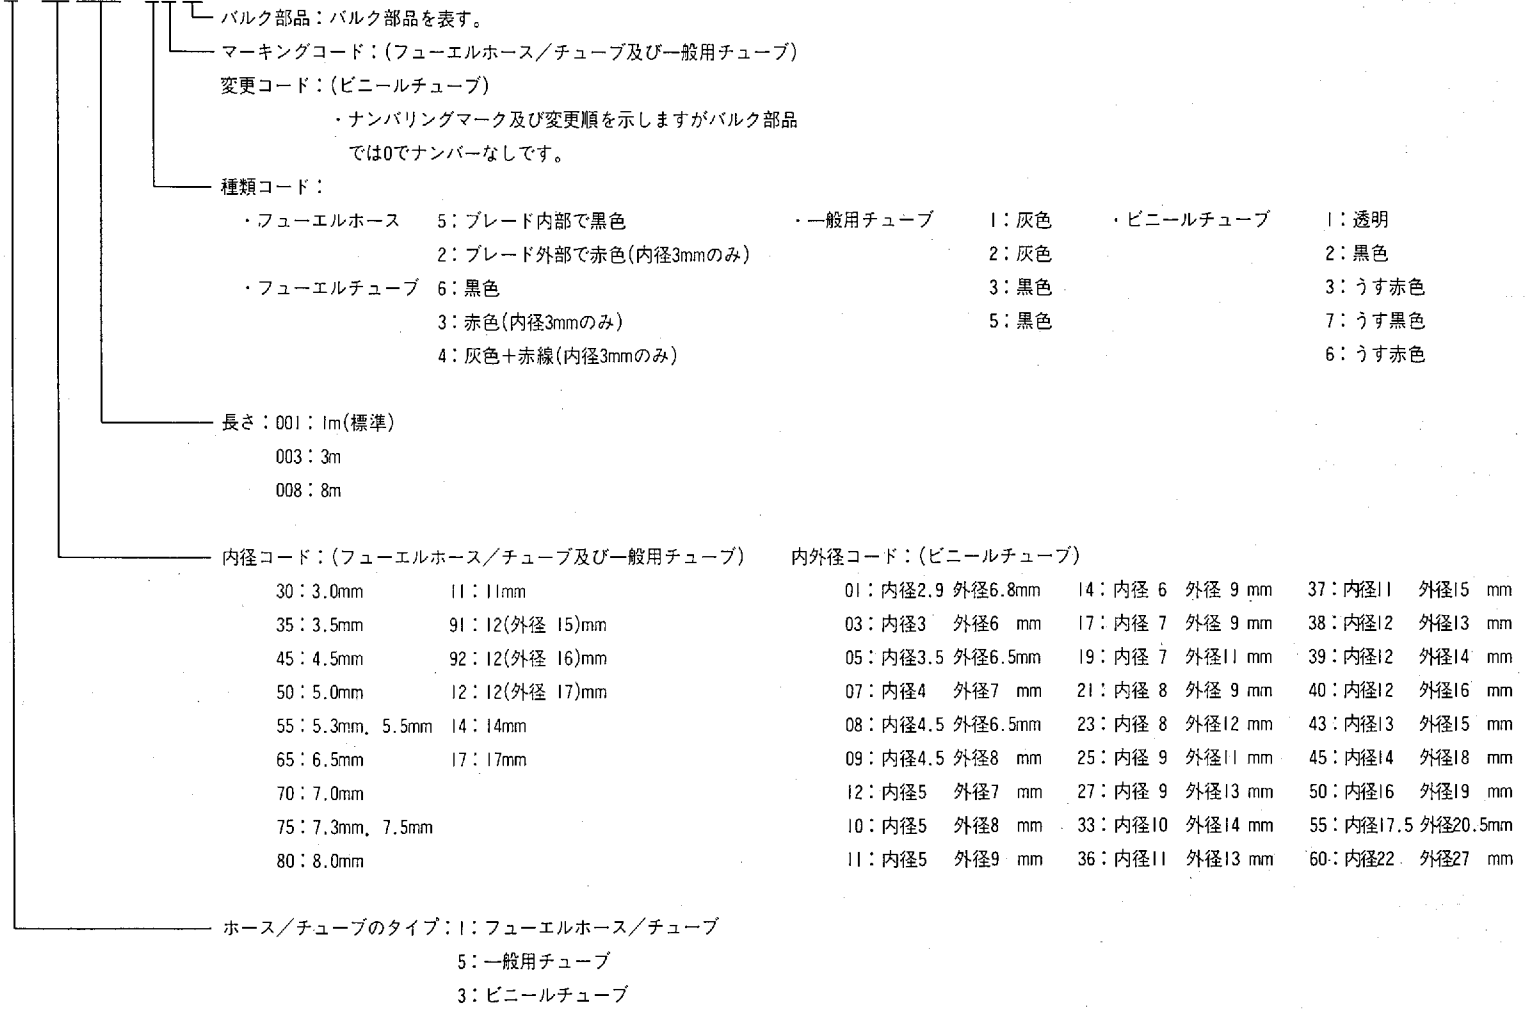 バルク部品：バルク部品を表す。
マーキングコード：(フューエルホース／チューブ及び一般用チューブ)
変更コード：(ビニールチューブ)
・ナンバリングマーク及び変更順を示しますがバルク部品
では0でナンバーなしです。
種類コード：
・フューエルホース 5：ブレード内部で黒色 ・一般用チューブ 1：灰色 ・ビニールチューブ 1：透明
2：ブレード外部で赤色(内径3mmのみ) 2：灰色 2：黒色
・フューエルチューブ 6：黒色 3：黒色 3：うす赤色
3：赤色(内径3mmのみ) 5：黒色 7：うす黒色
4：灰色＋赤線(内径3mmのみ) 6：うす赤色
長さ：001：1m(標準)
003：3m
008：8m
内径コード：(フューエルホース／チューブ及び一般用チューブ) 内外径コード：(ビニールチューブ)
30：3.0mm 11：11mm 01：内径2.9 外径6.8mm 14：内径 6 外径 9 mm 37：内径11 外径15 mm
35：3.5mm 91：12(外径 15)mm 03：内径3 外径6 mm 17：内径 7 外径 9 mm 38：内径12 外径13 mm
45：4.5mm 92：12(外径 16)mm 05：内径3.5 外径6.5mm 19：内径 7 外径11 mm 39：内径12 外径14 mm
50：5.0mm 12：12(外径 17)mm 07：内径4 外径7 mm 21：内径 8 外径 9 mm 40：内径12 外径16 mm
55：5.3mm, 5.5mm 14：14mm 08：内径4.5 外径6.5mm 23：内径 8 外径12 mm 43：内径13 外径15 mm
65：6.5mm 17：17mm 09：内径4.5 外径8 mm 25：内径 9 外径11 mm 45：内径14 外径18 mm
70：7.0mm 12：内径5 外径7 mm 27：内径 9 外径13 mm 50：内径16 外径19 mm
75：7.3mm, 7.5mm 10：内径5 外径8 mm 33：内径10 外径14 mm 55：内径17.5 外径20.5mm
80：8.0mm 11：内径5 外径9 mm 36：内径11 外径13 mm 60：内径22 外径27 mm
ホース／チューブのタイプ：1：フューエルホース／チューブ
5：一般用チューブ
3：ビニールチューブ